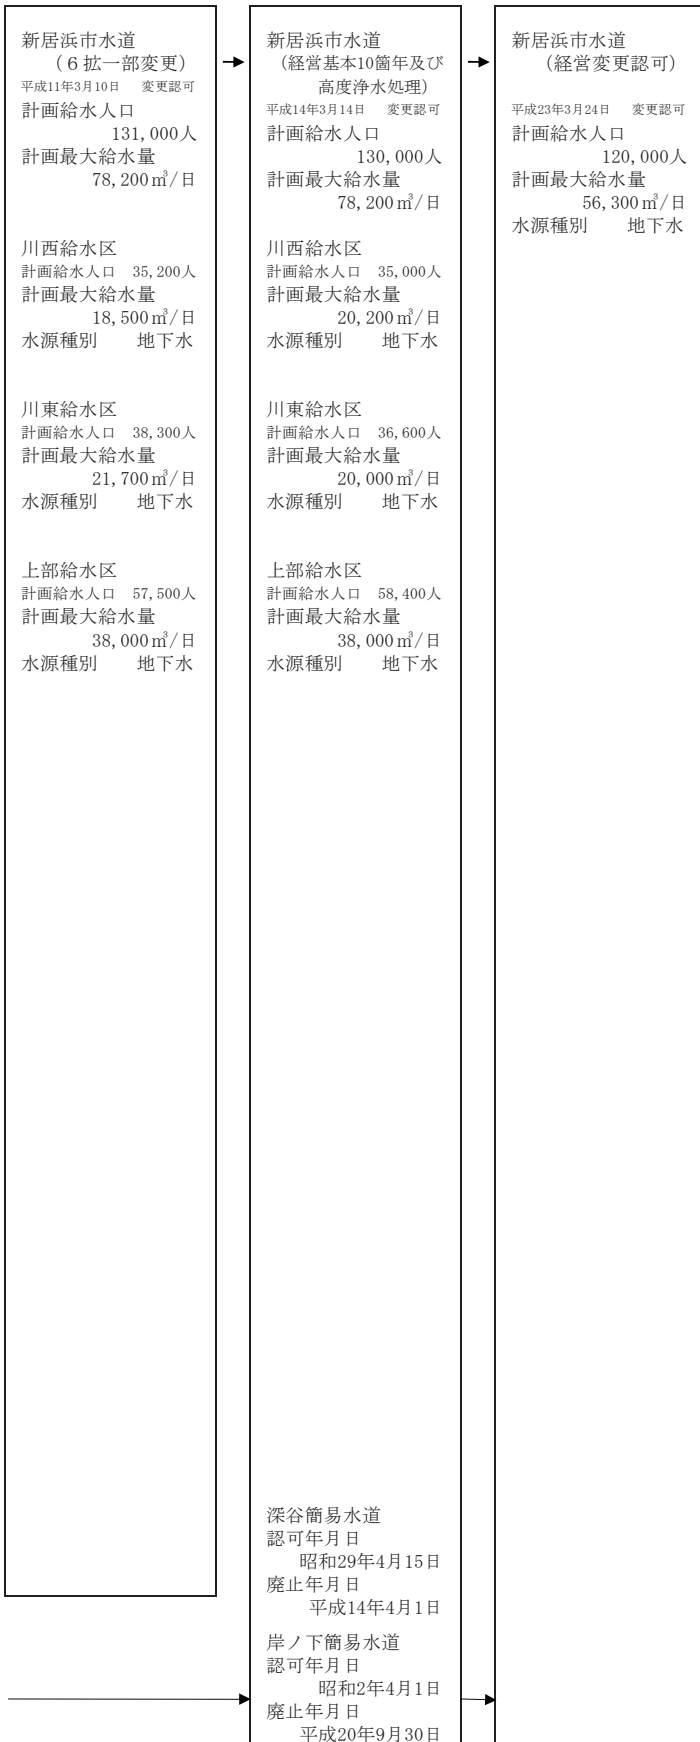 新居浜市水道
（６拡一部変更）
平成11年3月10日　変更認可
計画給水人口
131,000人
計画最大給水量
78,200㎥/日
川西給水区
計画給水人口　35,200人
計画最大給水量
18,500㎥/日
水源種別　地下水
川東給水区
計画給水人口　38,300人
計画最大給水量
21,700㎥/日
水源種別　地下水
上部給水区
計画給水人口　57,500人
計画最大給水量
38,000㎥/日
水源種別　地下水
新居浜市水道
（経営基本10箇年及び
高度浄水処理）
平成14年3月14日　変更認可
計画給水人口
130,000人
計画最大給水量
78,200㎥/日
川西給水区
計画給水人口　35,000人
計画最大給水量
20,200㎥/日
水源種別　地下水
川東給水区
計画給水人口　36,600人
計画最大給水量
20,000㎥/日
水源種別　地下水
上部給水区
計画給水人口　58,400人
計画最大給水量
38,000㎥/日
水源種別　地下水
深谷簡易水道
認可年月日
昭和29年4月15日
廃止年月日
平成14年4月1日
岸ノ下簡易水道
認可年月日
昭和2年4月1日
廃止年月日
平成20年9月30日
新居浜市水道
（経営変更認可）
平成23年3月24日　変更認可
計画給水人口
120,000人
計画最大給水量
56,300㎥/日
水源種別　地下水